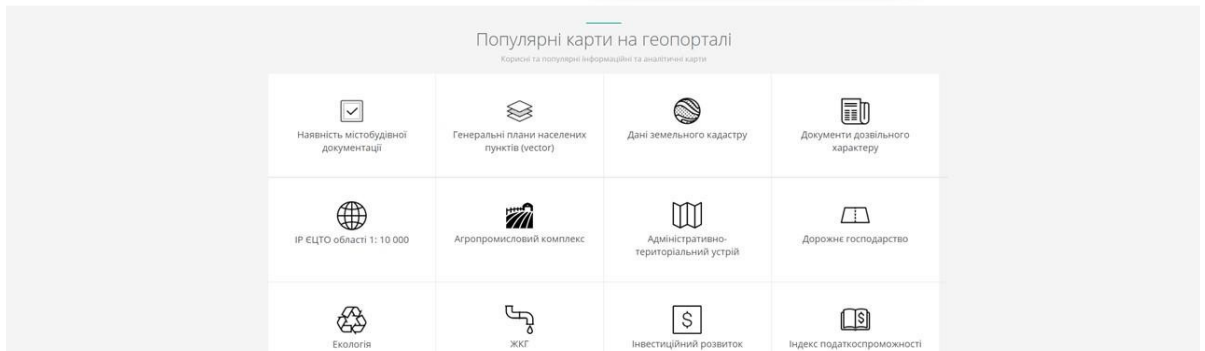 Популярні карти на геопорталі
Корисні та популярні інформаційні та аналітичні карти
Наявність містобудівної
документації
Генеральні плани населених
пунктів (vector)
Дані земельного кадастру
Документи дозвільного
характеру
ІР ЄЦТО області 1: 10 000
Агропромисловий комплекс
Адміністративно-
територіальний устрій
Дорожнє господарство
Екологія
ЖКГ
Інвестиційний розвиток
Індекс податкоспроможності